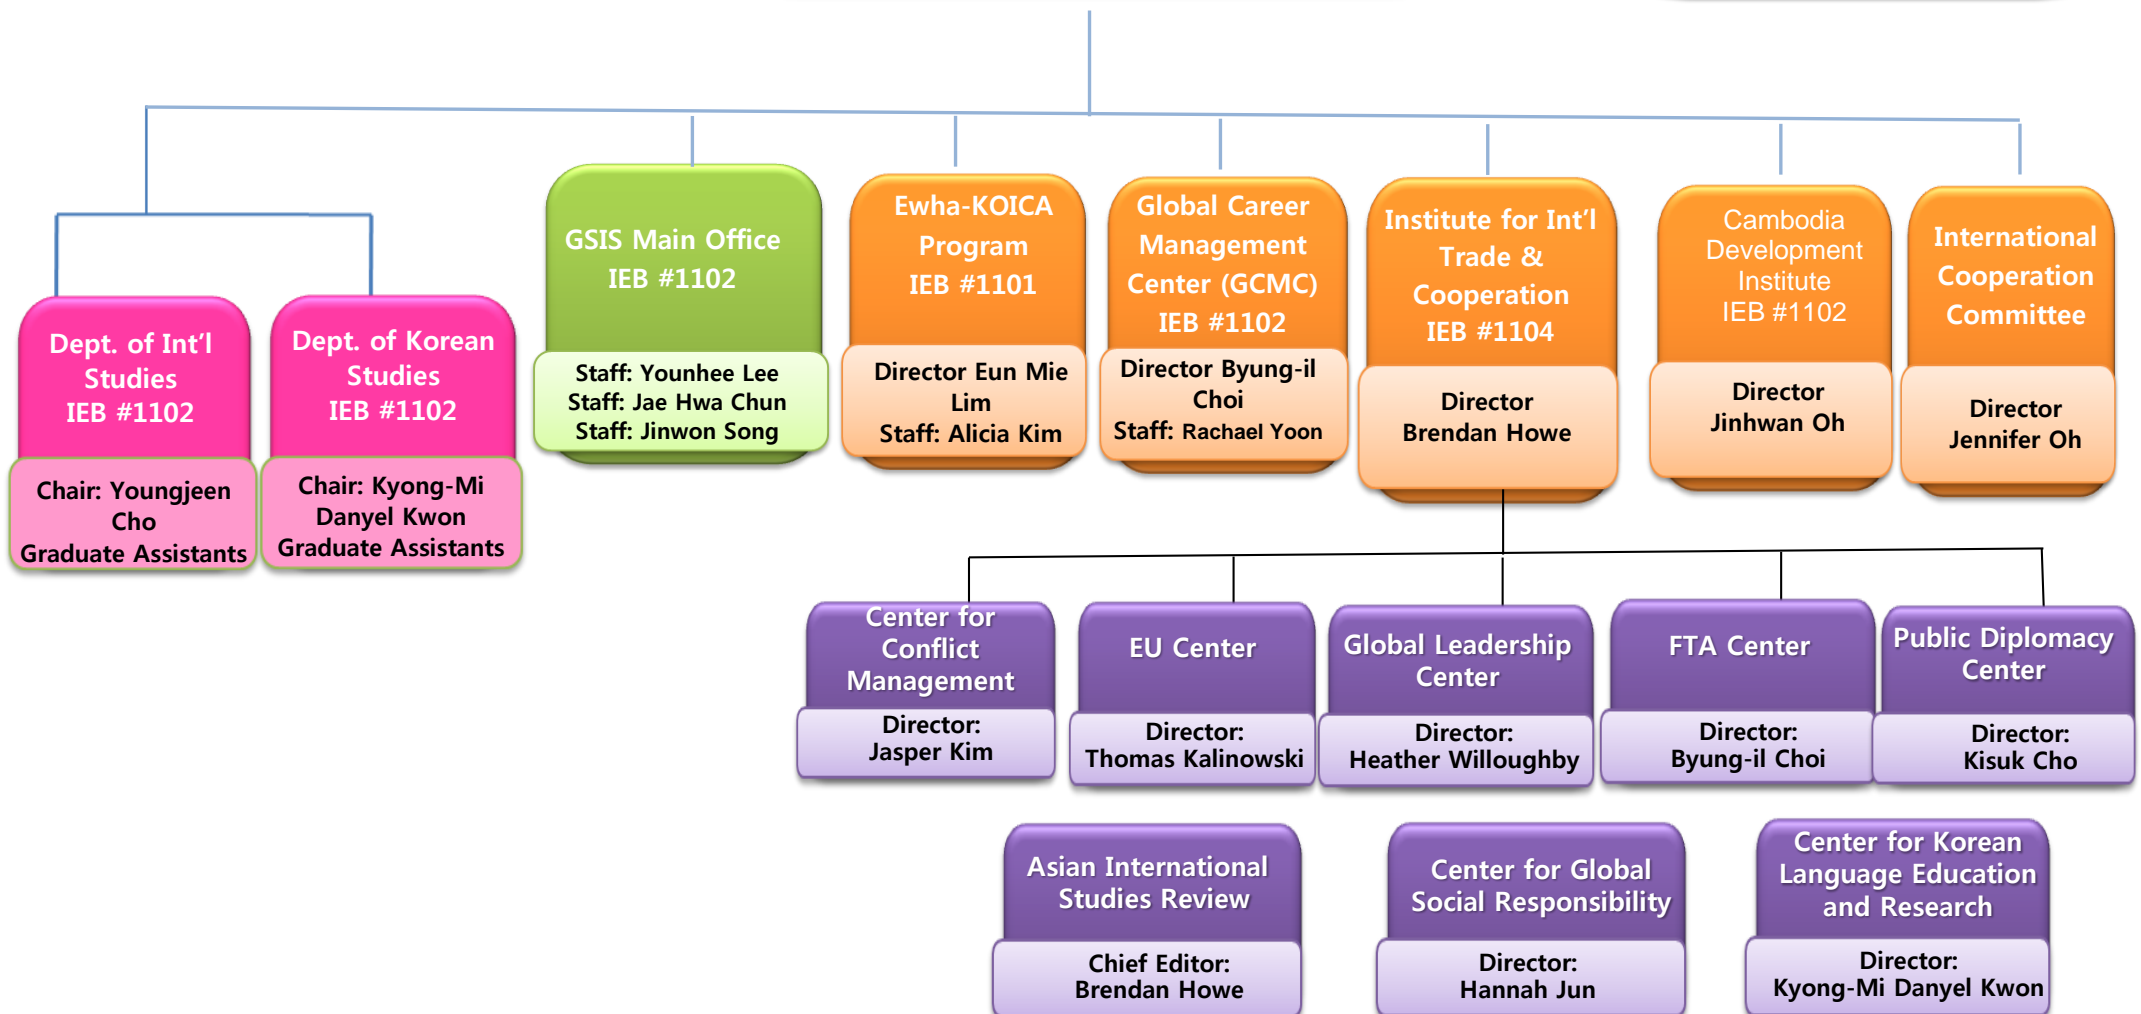 Dept. of Int’l
Studies
IEB #1102
Chair: Youngjeen
Cho
Graduate Assistants
Dept. of Korean
Studies
IEB #1102
Chair: Kyong-Mi
Danyel Kwon
Graduate Assistants
GSIS Main Office
IEB #1102
Staff: Younhee Lee
Staff: Jae Hwa Chun
Staff: Jinwon Song
Ewha-KOICA
Program
IEB #1101
Director Eun Mie
Lim
Staff: Alicia Kim
Global Career
Management
Center (GCMC)
IEB #1102
Director Byung-il
Choi
Staff: Rachael Yoon
Institute for Int’l
Trade &
Cooperation
IEB #1104
Director
Brendan Howe
Cambodia
Development
Institute
IEB #1102
Director
Jinhwan Oh
International
Cooperation
Committee
Director
Jennifer Oh
Center for
Conflict
Management
Director:
Jasper Kim
EU Center
Director:
Thomas Kalinowski
Global Leadership
Center
Director:
Heather Willoughby
FTA Center
Director:
Byung-il Choi
Public Diplomacy
Center
Director:
Kisuk Cho
Asian International
Studies Review
Chief Editor:
Brendan Howe
Center for Global
Social Responsibility
Director:
Hannah Jun
Center for Korean
Language Education
and Research
Director:
Kyong-Mi Danyel Kwon